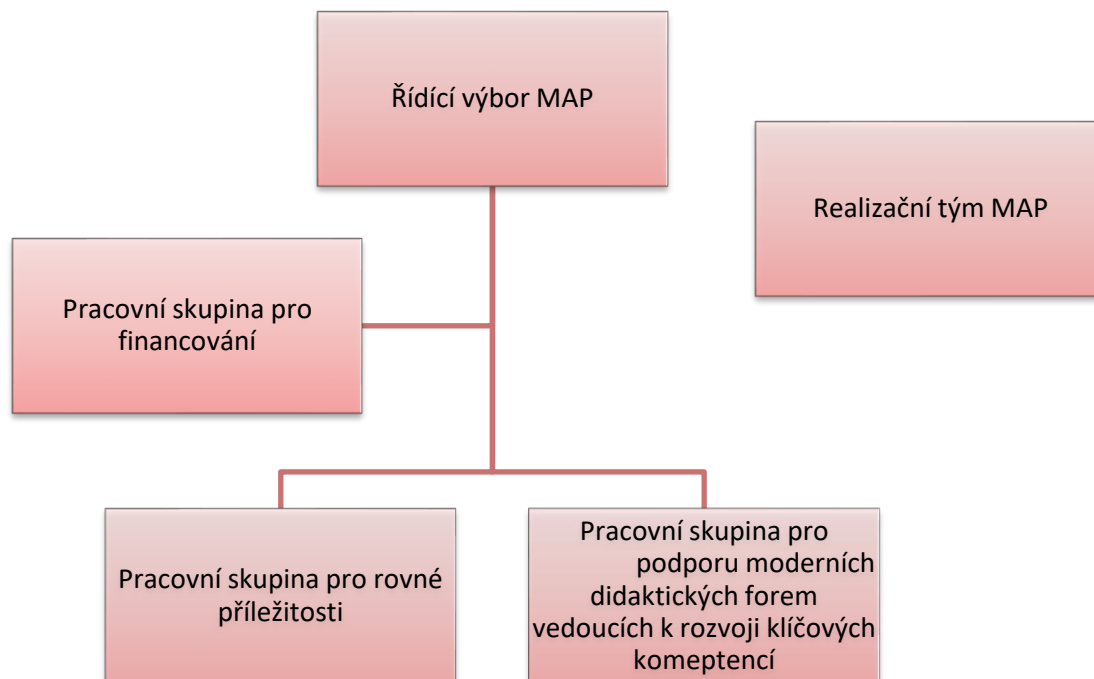 Řídící výbor MAP
Realizační tým MAP
Pracovní skupina pro
financování
Pracovní skupina pro rovné
příležitosti
Pracovní skupina pro
podporu moderních
didaktických forem
vedoucích k rozvoji klíčových
komeptencí